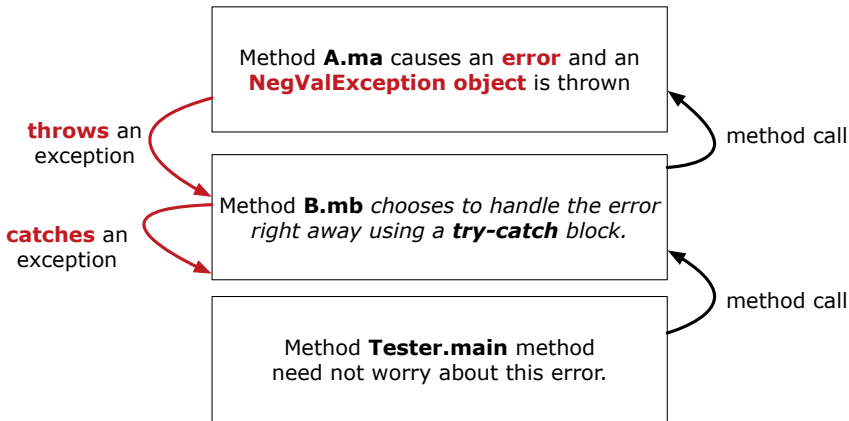 Method A.ma causes an error and an
NegValException object is thrown
throws an
exception
method call
Method B.mb chooses to handle the error
right away using a try-catch block.
catches an
exception
method call
Method Tester.main method
need not worry about this error.